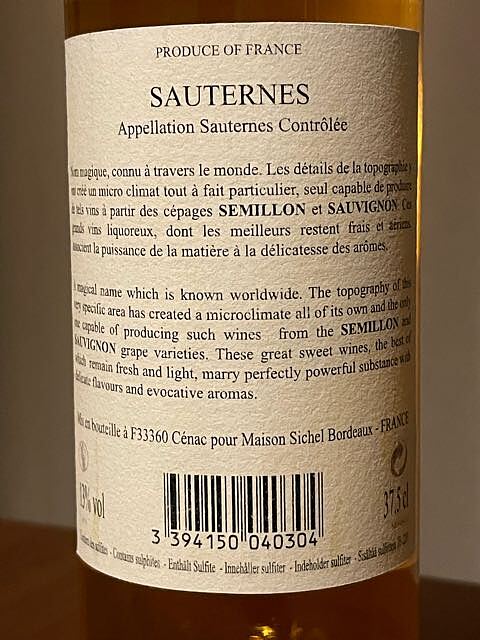 PRODUCE OF FRANCE
SAUTERNES
Appellation Sauternes Contrôlée
Nom magique, connu à travers le monde. Les détails de la topographie y
ont créé un micro climat tout à fait particulier, seul capable de produire
de tels vins à partir des cépages SEMILLON et SAUVIGNON. Ces
grands vins liquoreux, dont les meilleurs restent frais et aériens,
associent la puissance de la matière à la délicatesse des arômes.
A magical name which is known worldwide. The topography of this
very specific area has created a microclimate all of its own and the only
one capable of producing such wines from the SEMILLON and
SAUVIGNON grape varieties. These great sweet wines, the best of
which remain fresh and light, marry perfectly powerful substance with
delicate flavours and evocative aromas.
Mis en bouteille à F33360 Cénac pour Maison Sichel Bordeaux - FRANCE
13% vol
37,5 cl
3 394150 040304
Contient des sulfites - Contains sulphites - Enthält Sulfite - Innehåller sulfiter - Indeholder sulfiter - Sisältää sulfiitteja